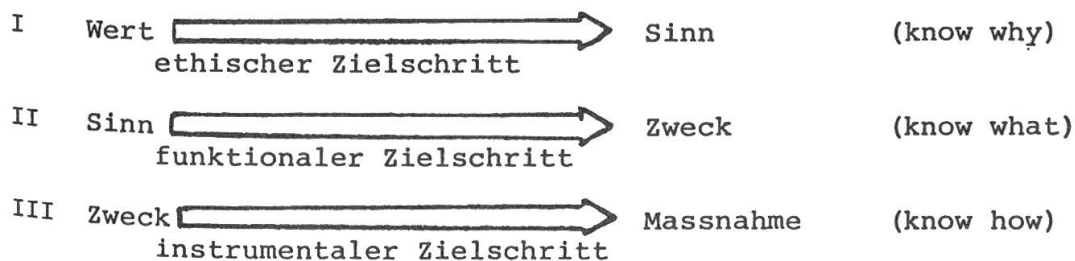 I Wert Sinn (know why)
ethischer Zielschritt
II Sinn Zweck (know what)
funktionaler Zielschritt
III Zweck Massnahme (know how)
instrumentaler Zielschritt